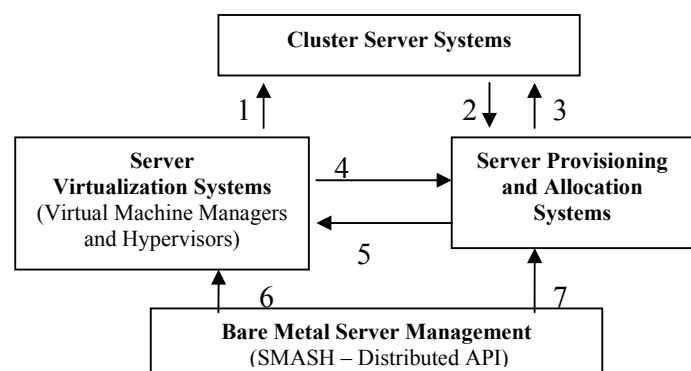 Cluster Server Systems
1
2
3
Server
Virtualization Systems
(Virtual Machine Managers
and Hypervisors)
4
5
Server Provisioning
and Allocation
Systems
6
7
Bare Metal Server Management
(SMASH – Distributed API)